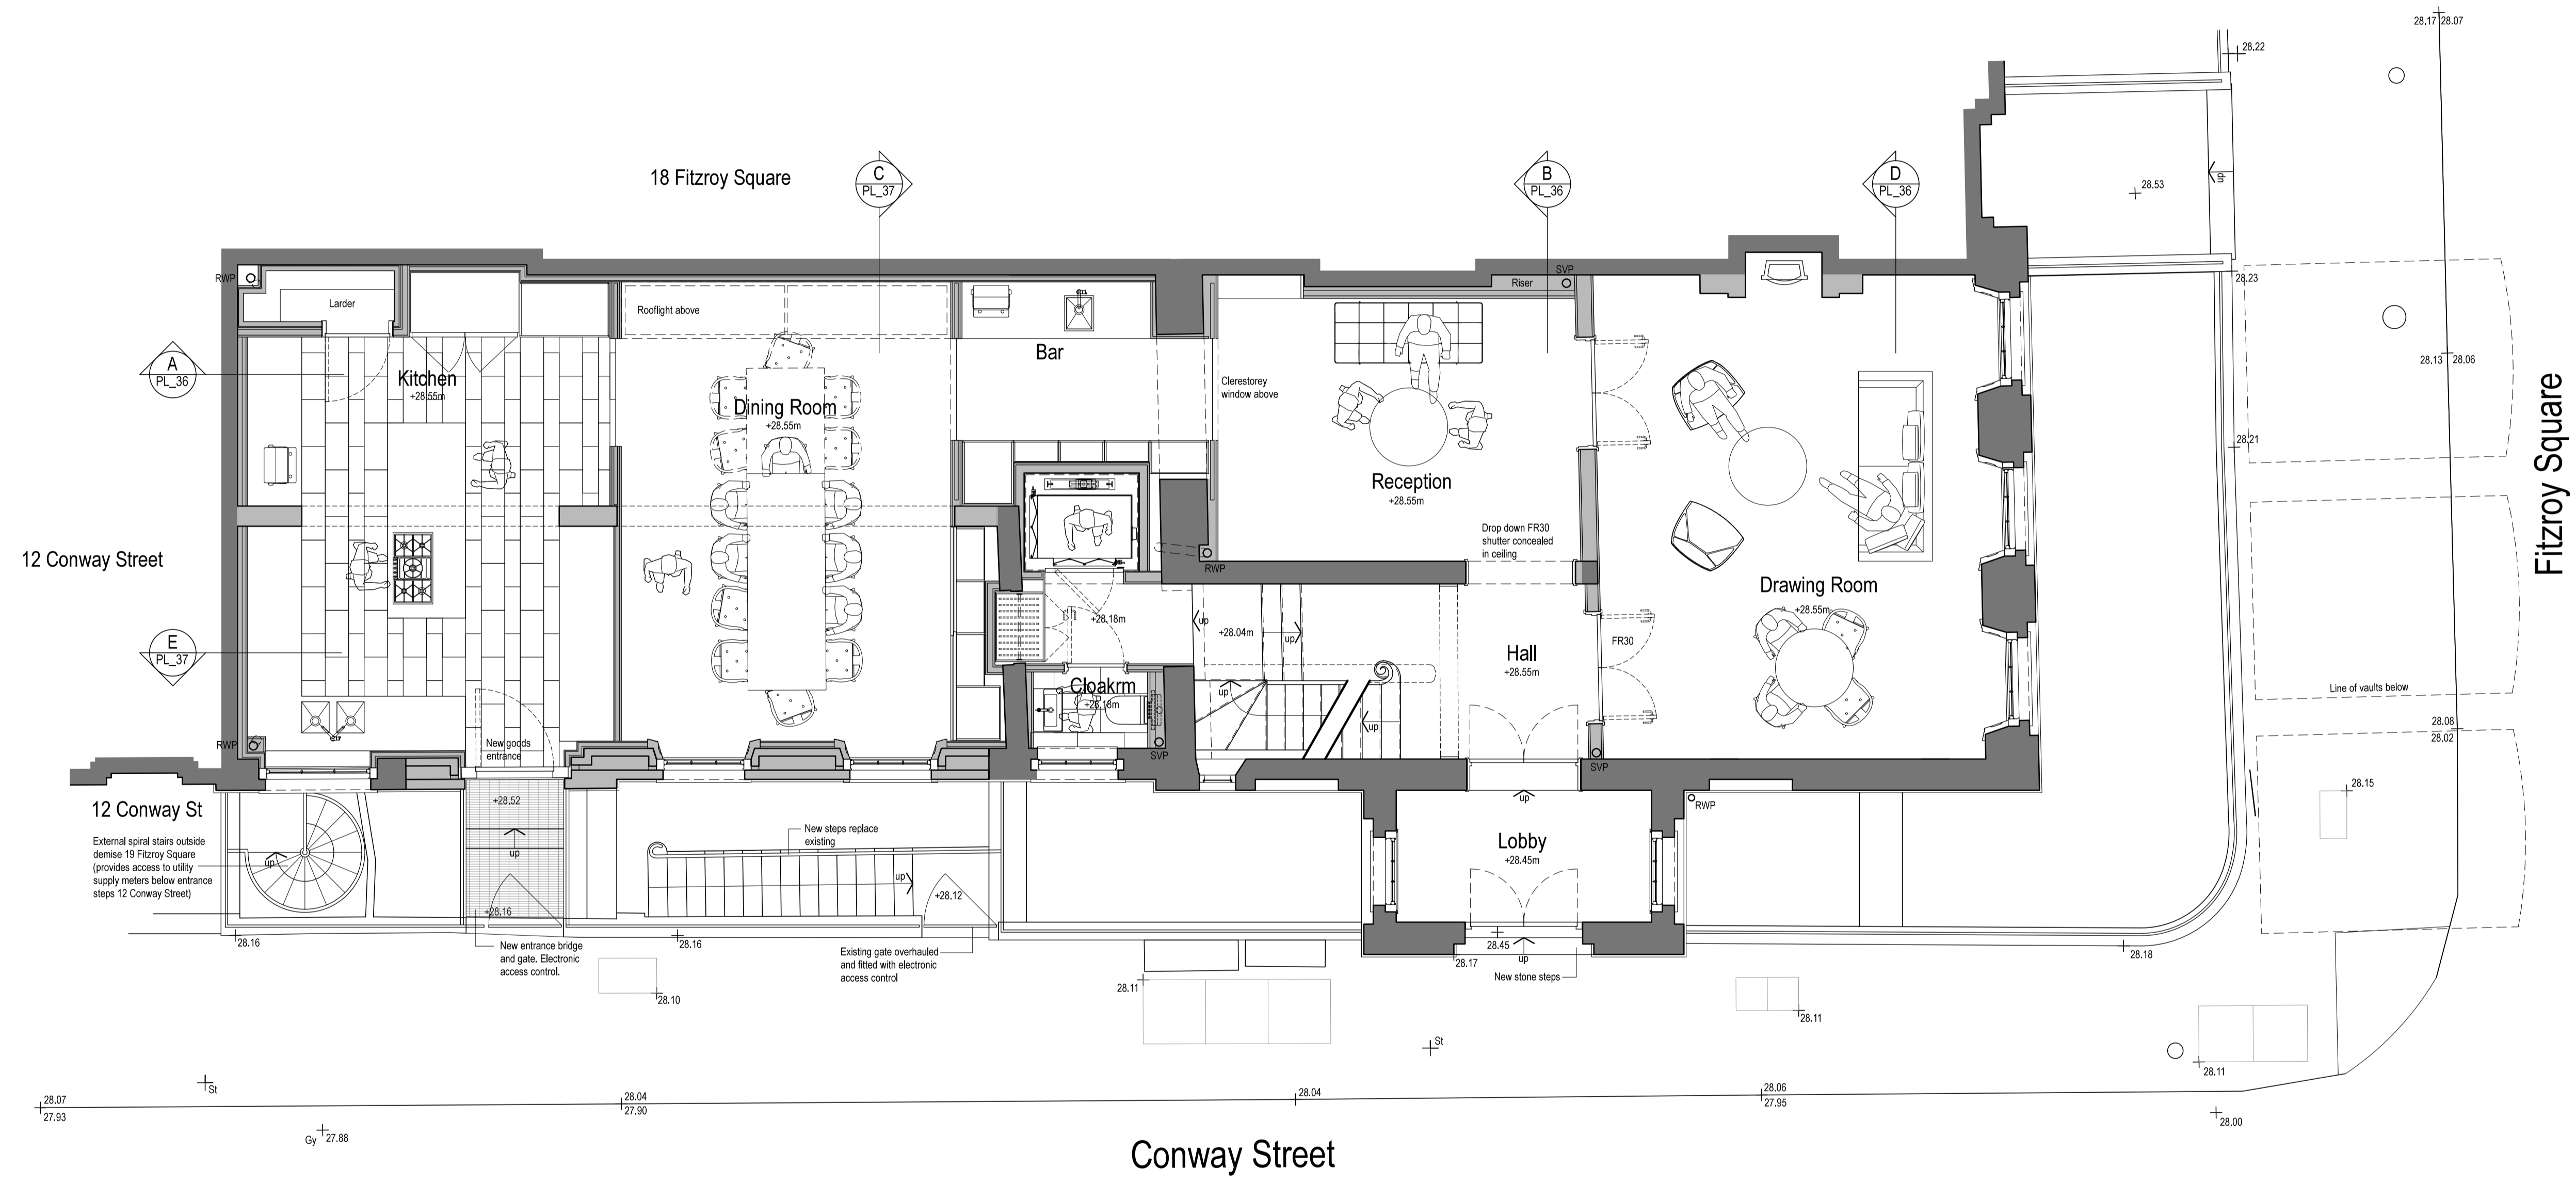 28.17 28.07
28.22
18 Fitzroy Square
C
PL_37
B
PL_36
D
PL_36
28.53
dn
RWP
Larder
Rooflight above
SVP
Riser
28.23
A
PL_36
Kitchen
+28.55m
Bar
Clerestorey
window above
28.13 28.06
Dining Room
+28.55m
28.21
Fitzroy Square
Reception
+28.55m
12 Conway Street
Drop down FR30
shutter concealed
in ceiling
RWP
Drawing Room
+28.55m
E
PL_37
+28.18m
up
+28.04m
up
FR30
Hall
+28.55m
Cloakrm
+28.18m
up
up
Line of vaults below
28.08
28.02
RWP
New goods
entrance
SVP
SVP
12 Conway St
External spiral stairs outside
demise 19 Fitzroy Square
(provides access to utility
supply meters below entrance
steps 12 Conway Street)
up
+28.52
up
+28.16
New steps replace
existing
up
+28.12
up
Lobby
+28.45m
RWP
28.15
28.16
28.16
New entrance bridge
and gate. Electronic
access control.
Existing gate overhauled
and fitted with electronic
access control
28.45
up
28.17
New stone steps
28.18
28.10
28.11
28.11
St
28.11
St
28.07
27.93
28.04
27.90
28.04
28.06
27.95
28.00
Gy
27.88
Conway Street